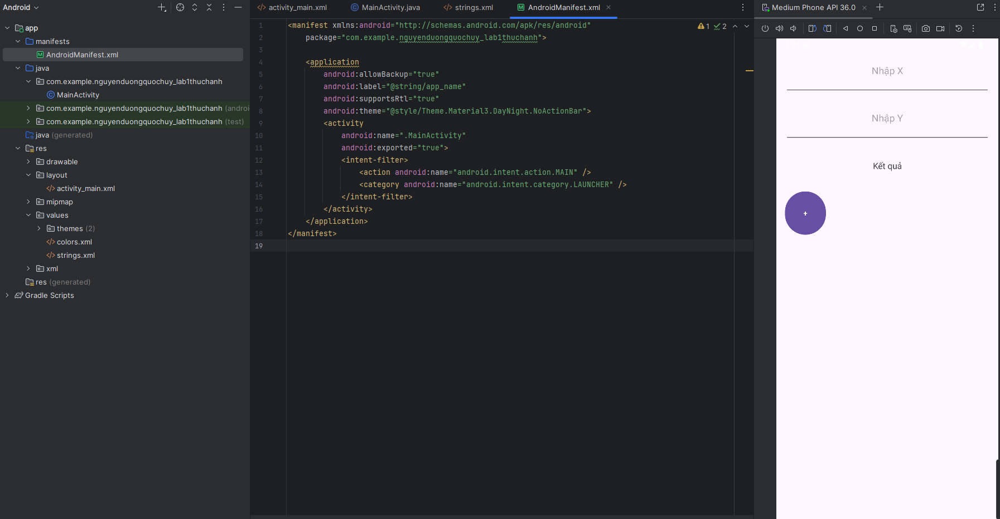 Android
app
manifests
AndroidManifest.xml
java
com.example.nguyenduongquochuy_lab1thuchanh
MainActivity
com.example.nguyenduongquochuy_lab1thuchanh (androi
com.example.nguyenduongquochuy_lab1thuchanh (test)
java (generated)
res
drawable
layout
activity_main.xml
mipmap
values
themes (2)
colors.xml
strings.xml
xml
res (generated)
Gradle Scripts
activity_main.xml MainActivity.java strings.xml AndroidManifest.xml
1 2
1 <manifest xmlns:android="http://schemas.android.com/apk/res/android"
2 package="com.example.nguyenduongquochuy_lab1thuchanh">
3
4 <application
5 android:allowBackup="true"
6 android:label="@string/app_name"
7 android:supportsRtl="true"
8 android:theme="@style/Theme.Material3.DayNight.NoActionBar">
9 <activity
10 android:name=".MainActivity"
11 android:exported="true">
12 <intent-filter>
13 <action android:name="android.intent.action.MAIN" />
14 <category android:name="android.intent.category.LAUNCHER" />
15 </intent-filter>
16 </activity>
17 </application>
18 </manifest>
19
Medium Phone API 36.0
Nhập X
Nhập Y
Kết quả
+